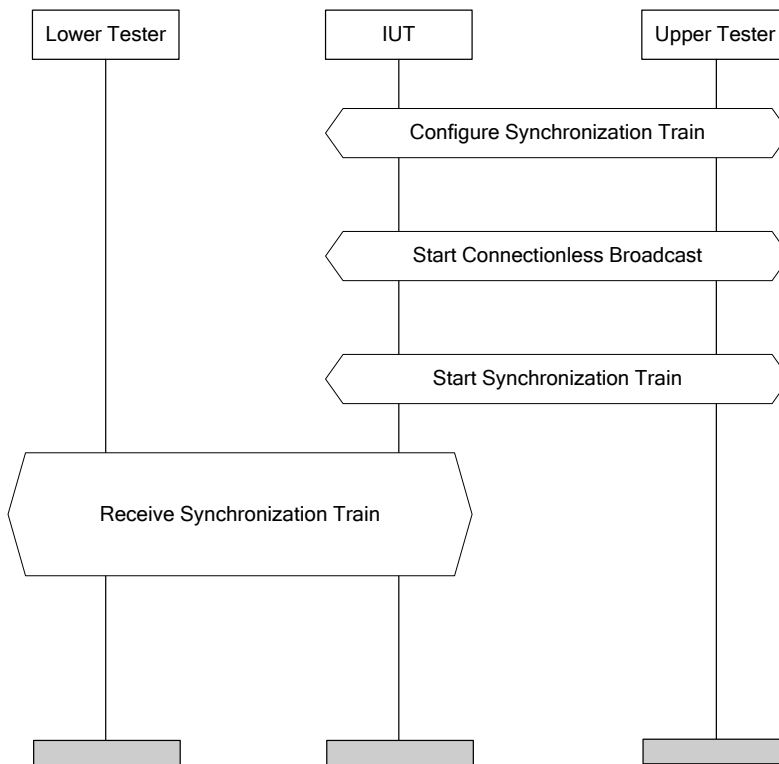 Lower Tester
IUT
Upper Tester
Configure Synchronization Train
Start Connectionless Broadcast
Start Synchronization Train
Receive Synchronization Train